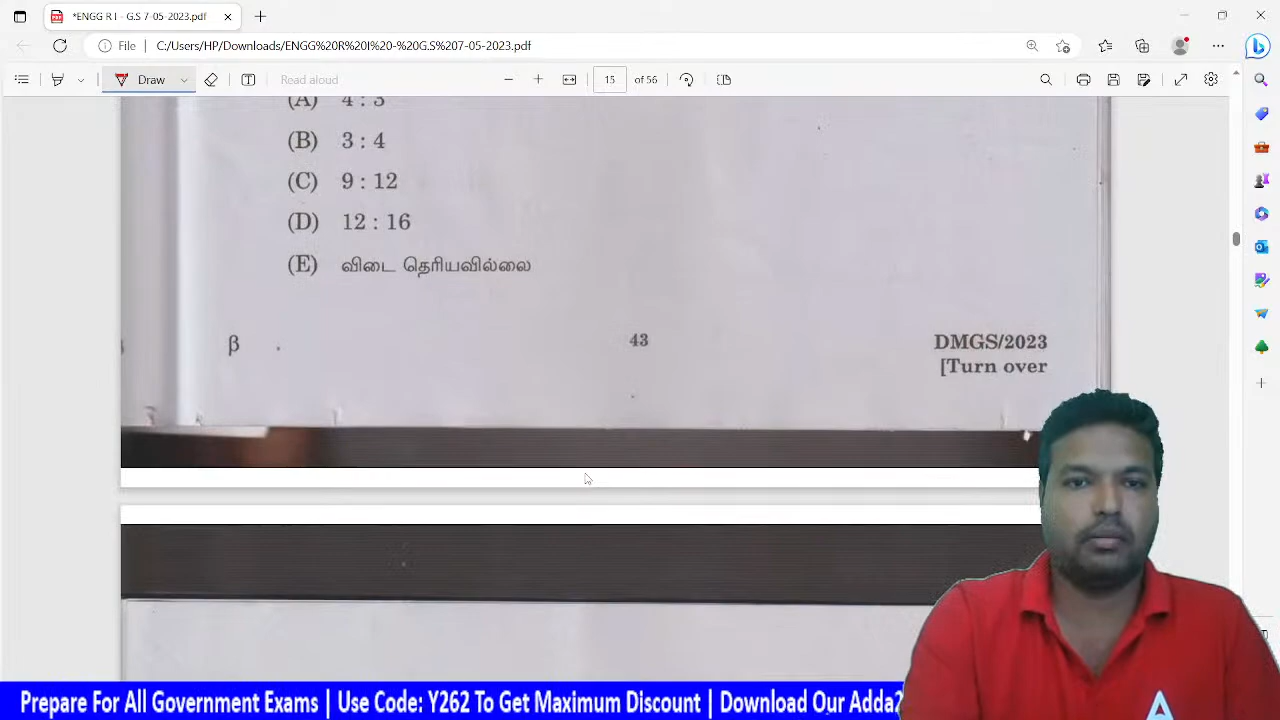 *ENGG R I - G.S 7-05-2023.pdf
File
C:/Users/HP/Downloads/ENGG%20R%20I%20-%20G.S%207-05-2023.pdf
Draw
Read aloud
15 of 56
(A) 4 : 3
(B) 3 : 4
(C) 9 : 12
(D) 12 : 16
(E) விடை தெரியவில்லை
β
43
DMGS/2023
[Turn over
Prepare For All Government Exams | Use Code: Y262 To Get Maximum Discount | Download Our Adda2
A